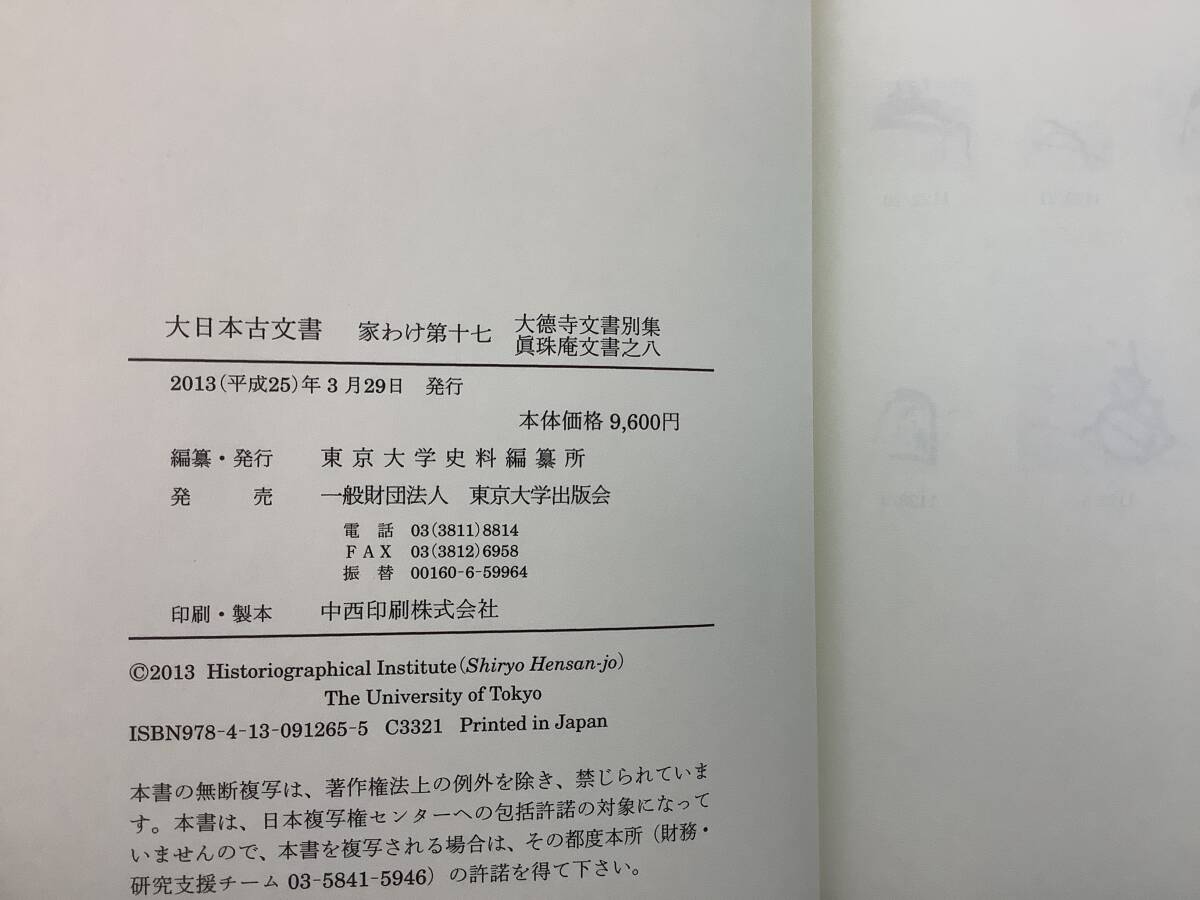 大日本古文書　家わけ第十七　大徳寺文書別集
眞珠庵文書之八
2013（平成25）年 3 月29日　発行
本体価格 9,600円
編纂・発行　東京大学史料編纂所
発　　売　一般財団法人　東京大学出版会
電　話　03(3811)8814
ＦＡＸ　03(3812)6958
振　替　00160-6-59964
印刷・製本　中西印刷株式会社
©2013 Historiographical Institute (Shiryo Hensan-jo)
The University of Tokyo
ISBN978-4-13-091265-5 C3321 Printed in Japan
本書の無断複写は、著作権法上の例外を除き、禁じられていま
す。本書は、日本複写権センターへの包括許諾の対象になって
いませんので、本書を複写される場合は、その都度本所（財務・
研究支援チーム 03-5841-5946）の許諾を得て下さい。